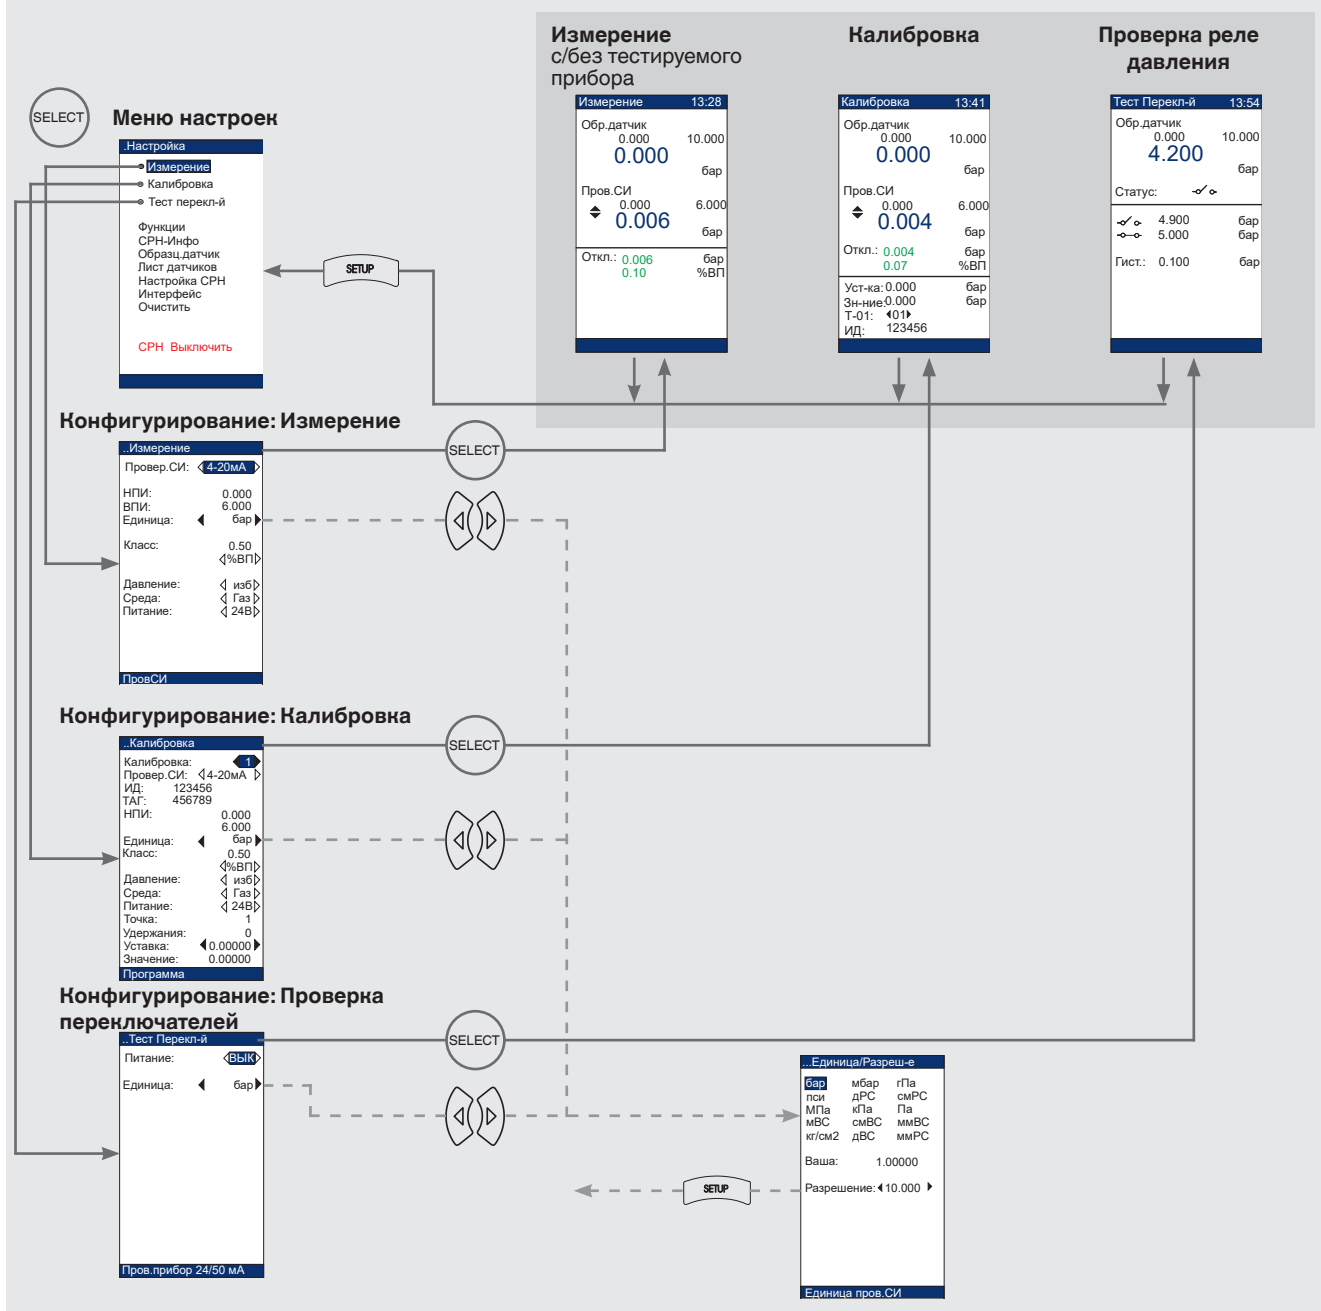 Измерение
с/без тестируемого
прибора
Калибровка
Проверка реле
давления
SELECT
Меню настроек
.Настройка
Измерение
Калибровка
Тест перекл-й
Функции
СРН-Инфо
Образц.датчик
Лист датчиков
Настройка СРН
Интерфейс
Очистить
СРН Выключить
SETUP
Измерение 13:28
Обр.датчик
0.000 10.000
0.000
бар
Пров.СИ
0.000 6.000
0.006
бар
Откл.: 0.006 бар
0.10 %ВП
Калибровка 13:41
Обр.датчик
0.000 10.000
0.000
бар
Пров.СИ
0.000 6.000
0.004
бар
Откл.: 0.004 бар
0.07 %ВП
Уст-ка: 0.000 бар
Зн-ние: 0.000 бар
Т-01: 01
ИД: 123456
Тест Перекл-й 13:54
Обр.датчик
0.000 10.000
4.200
бар
Статус:
4.900 бар
5.000 бар
Гист.: 0.100 бар
Конфигурирование: Измерение
..Измерение
Провер.СИ: 4-20мА
НПИ: 0.000
ВПИ: 6.000
Единица: бар
Класс: 0.50
%ВП
Давление: изб
Среда: Газ
Питание: 24В
ПровСИ
SELECT
Конфигурирование: Калибровка
..Калибровка
Калибровка: 1
Провер.СИ: 4-20мА
ИД: 123456
ТАГ: 456789
НПИ: 0.000
6.000
Единица: бар
Класс: 0.50
%ВП
Давление: изб
Среда: Газ
Питание: 24В
Точка: 1
Удержания: 0
Уставка: 0.00000
Значение: 0.00000
Программа
SELECT
Конфигурирование: Проверка
переключателей
..Тест Перекл-й
Питание: ВЫК
Единица: бар
Пров.прибор 24/50 мА
SELECT
...Единица/Разреш-е
бар мбар гПа
пси дРС смРС
МПа кПа Па
мВС смВС ммВС
кг/см2 дВС ммРС
Ваша: 1.00000
Разрешение: 10.000
Единица пров.СИ
SETUP